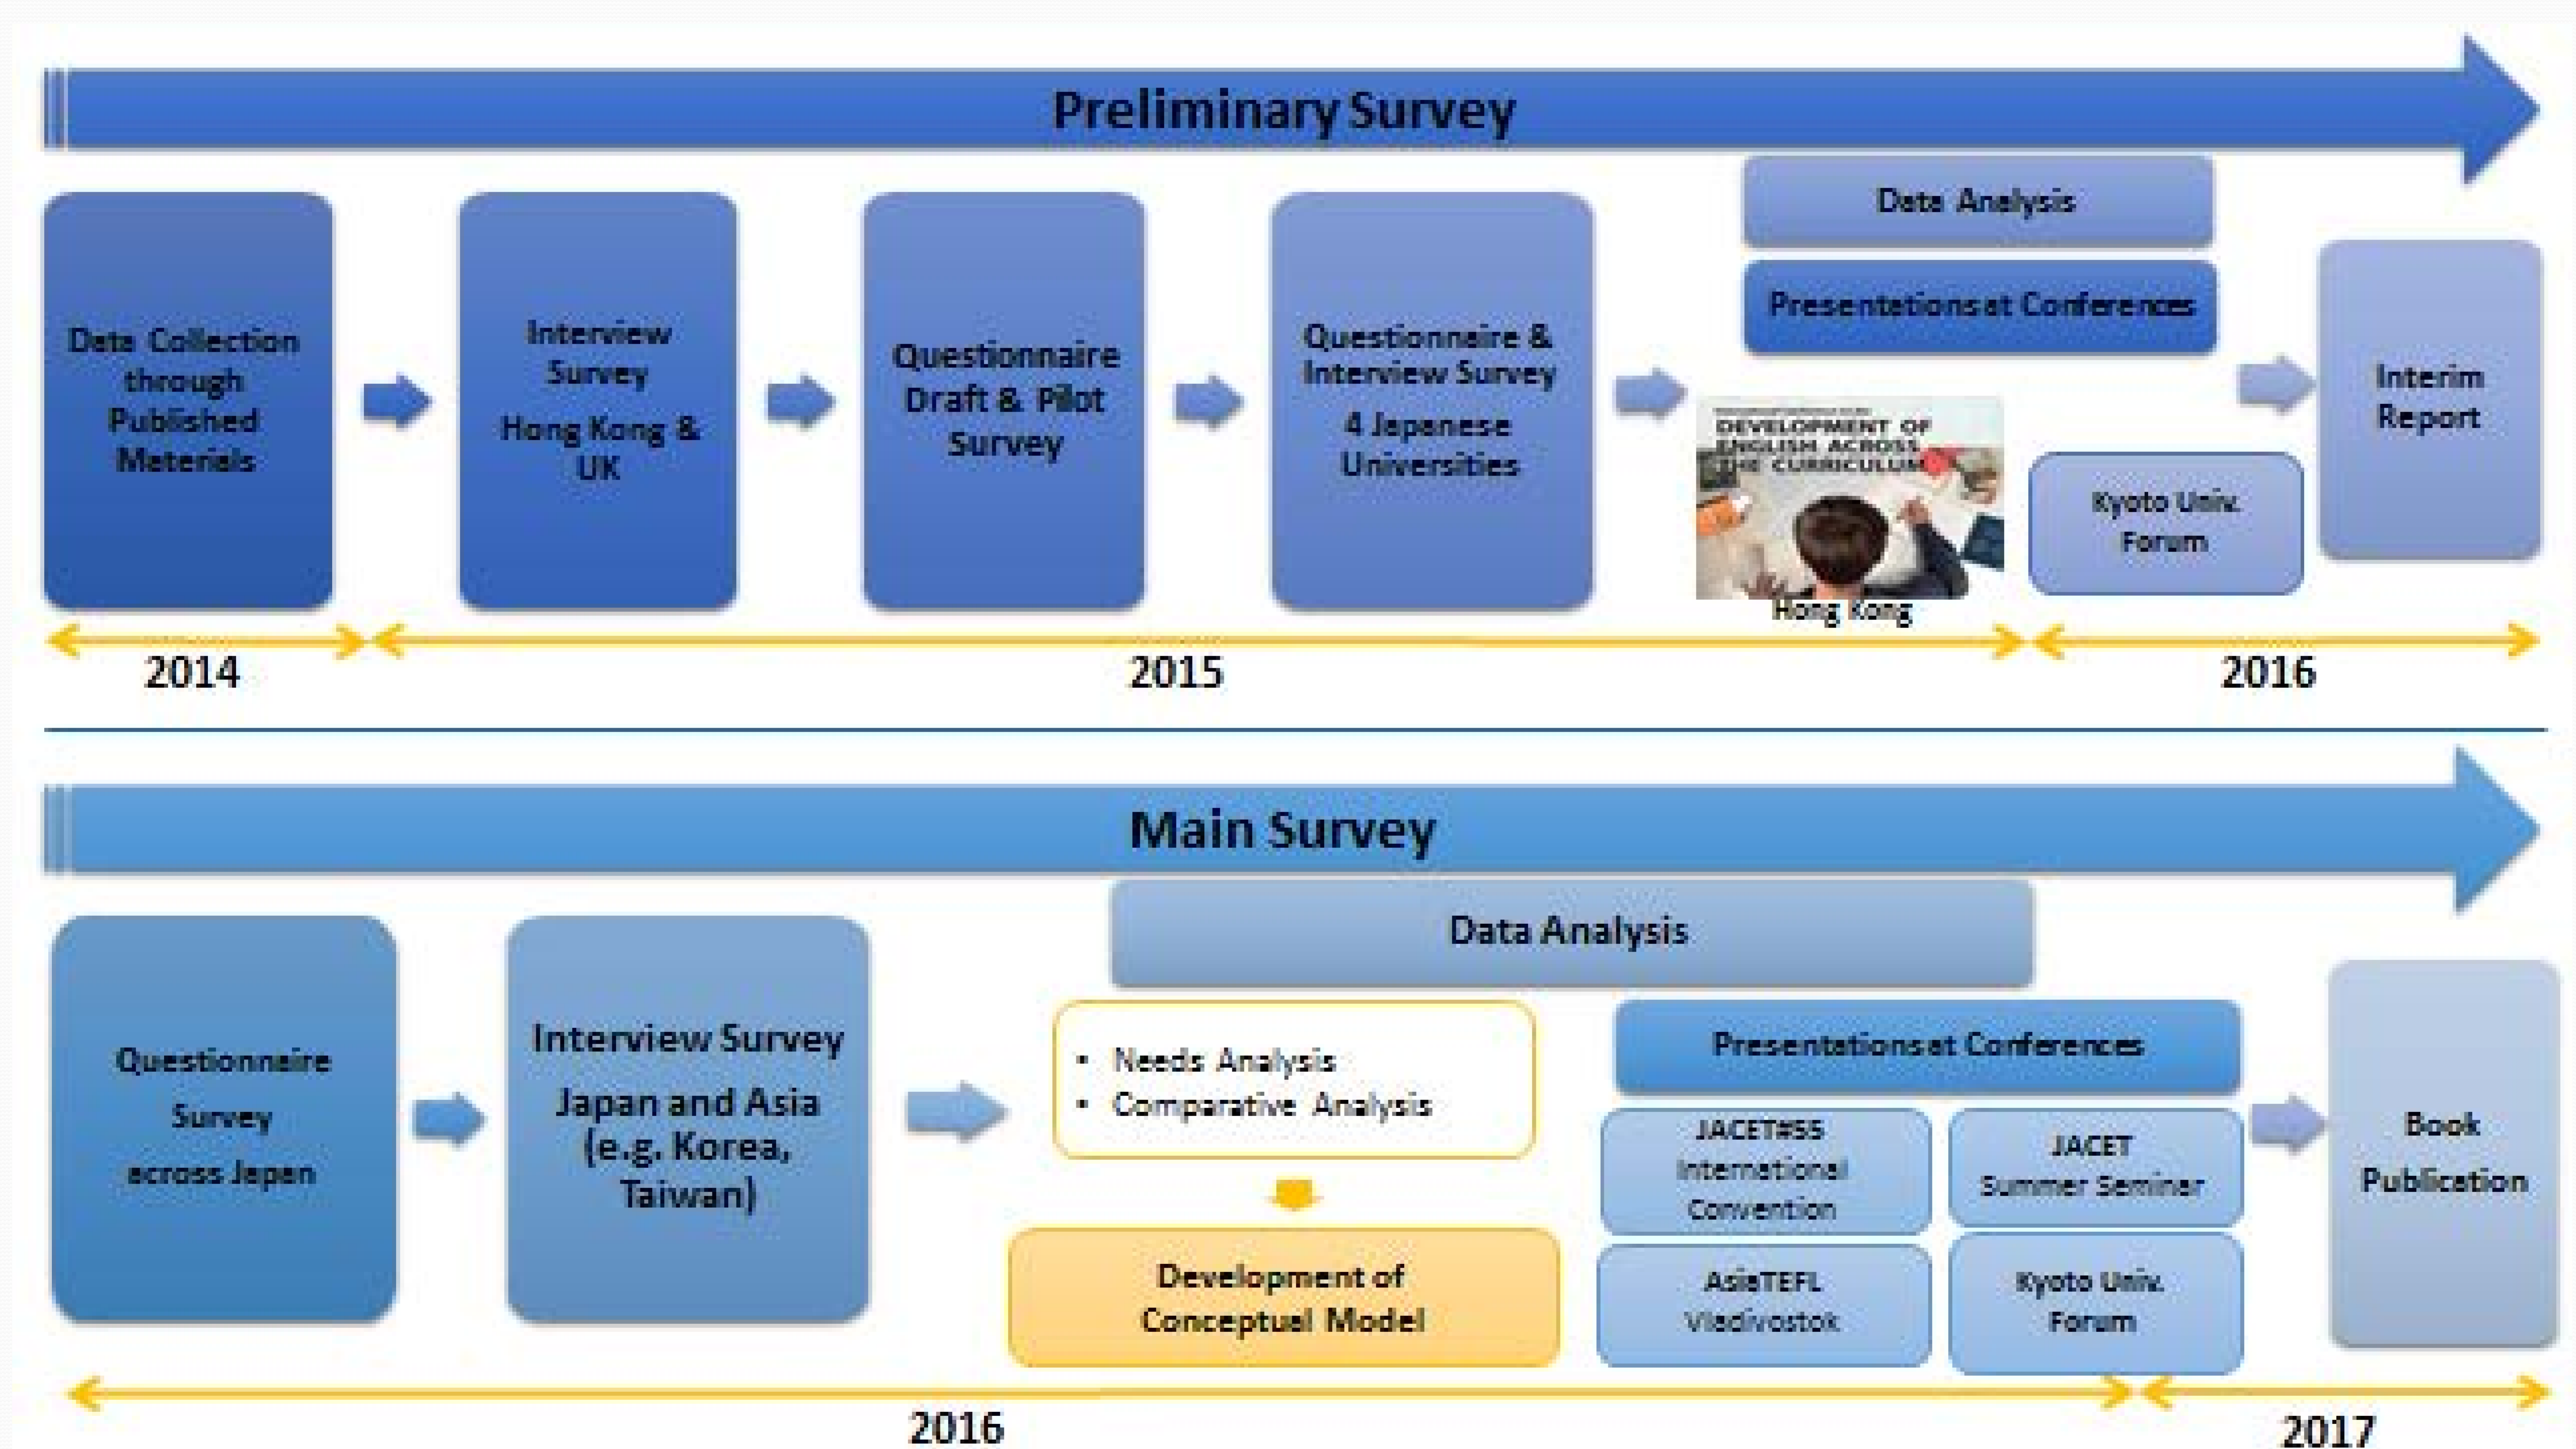 Preliminary Survey
Data Collection
through
Published
Materials
Interview
Survey
Hong Kong &
UK
Questionnaire
Draft & Pilot
Survey
Questionnaire &
Interview Survey
4 Japanese
Universities
Data Analysis
Presentations at Conferences
DEVELOPMENT OF
ENGLISH ACROSS
THE CURRICULUM
Hong Kong
Kyoto Univ.
Forum
Interim
Report
2014
2015
2016
Main Survey
Questionnaire
Survey
across Japan
Interview Survey
Japan and Asia
(e.g. Korea,
Taiwan)
Data Analysis
• Needs Analysis
• Comparative Analysis
Development of
Conceptual Model
Presentations at Conferences
JACET#55
International
Convention
JACET
Summer Seminar
AsiaTEFL
Vladivostok
Kyoto Univ.
Forum
Book
Publication
2016
2017